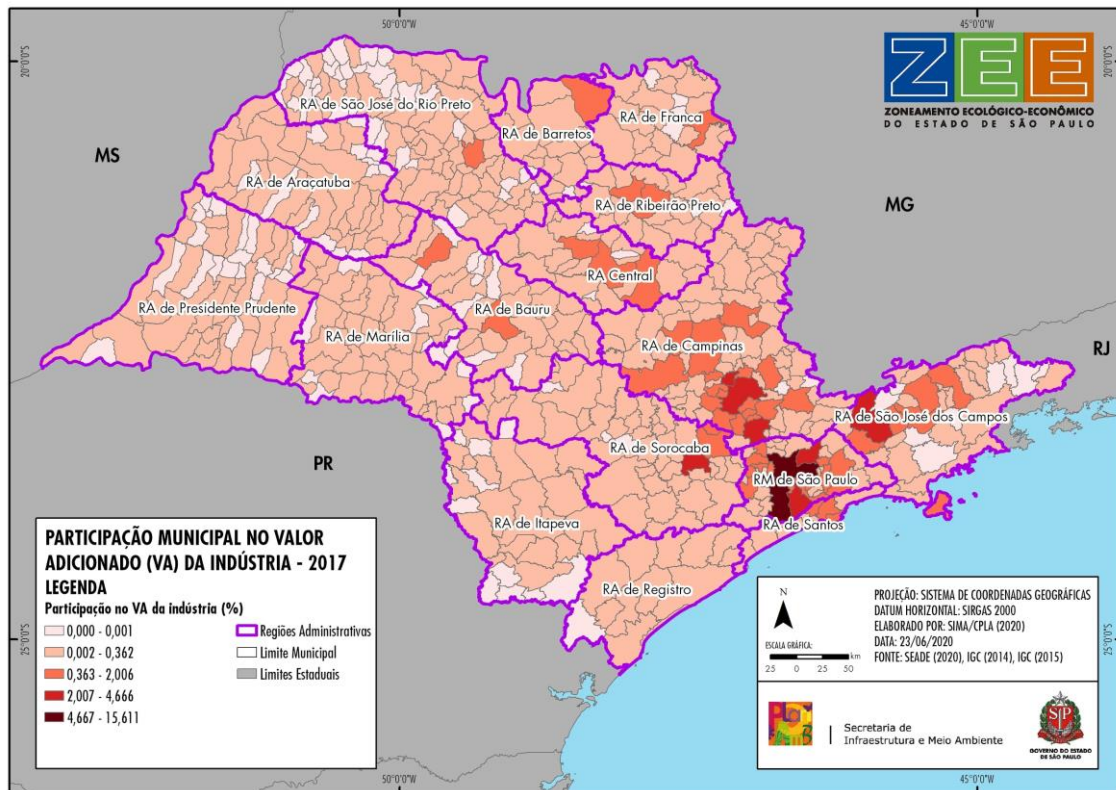 50°0'0"W
45°0'0"W
20°0'0"S
20°0'0"S
ZEE
ZONEAMENTO ECOLÓGICO-ECONÔMICO
DO ESTADO DE SÃO PAULO
RA de São José do Rio Preto
RA de Barretos
RA de Franca
MS
RA de Araçatuba
RA de Ribeirão Preto
MG
RA Central
RA de Presidente Prudente
RA de Bauru
RA de Marília
RA de Campinas
RJ
RA de São José dos Campos
RA de Sorocaba
PR
RM de São Paulo
RA de Itapeva
RA de Santos
RA de Registro
PARTICIPAÇÃO MUNICIPAL NO VALOR
ADICIONADO (VA) DA INDÚSTRIA - 2017
LEGENDA
Participação no VA da indústria (%)
0,000 - 0,001
0,002 - 0,362
0,363 - 2,006
2,007 - 4,666
4,667 - 15,611
Regiões Administrativas
Limite Municipal
Limites Estaduais
N
ESCALA GRÁFICA:
25 0 25 50 km
PROJEÇÃO: SISTEMA DE COORDENADAS GEOGRÁFICAS
DATUM HORIZONTAL: SIRGAS 2000
ELABORADO POR: SIMA/CPLA (2020)
DATA: 23/06/2020
FONTE: SEADE (2020), IGC (2014), IGC (2015)
25°0'0"S
25°0'0"S
Secretaria de
Infraestrutura e Meio Ambiente
GOVERNO DO ESTADO
DE SÃO PAULO
50°0'0"W
45°0'0"W